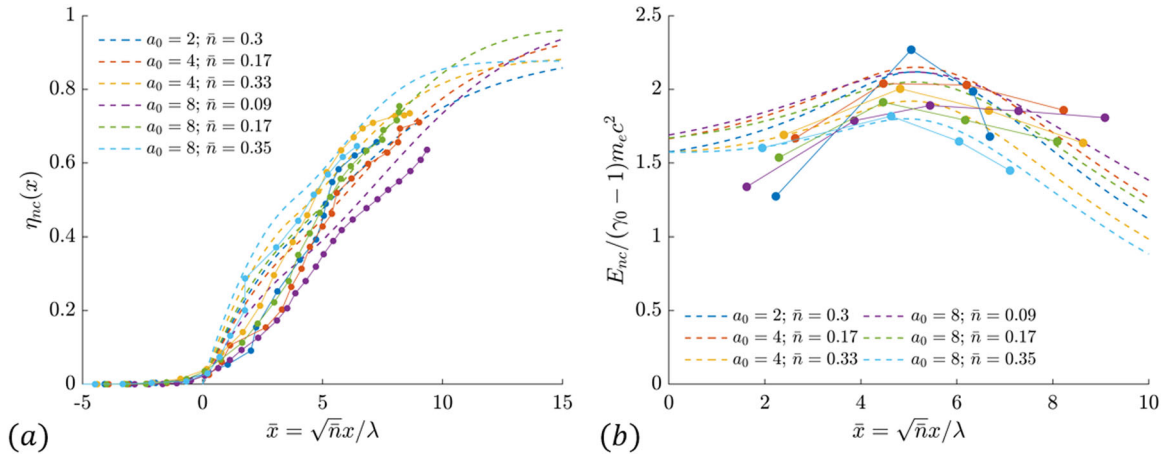 1
0.8
0.6
0.4
0.2
0
-5 0 5 10 15
η_nc(x)
x̄ = √n̄x/λ
a₀ = 2; n̄ = 0.3
a₀ = 4; n̄ = 0.17
a₀ = 4; n̄ = 0.33
a₀ = 8; n̄ = 0.09
a₀ = 8; n̄ = 0.17
a₀ = 8; n̄ = 0.35
(a)
2.5
2
1.5
1
0.5
0
0 2 4 6 8 10
E_nc/(γ₀ − 1)m_ec²
x̄ = √n̄x/λ
a₀ = 2; n̄ = 0.3 a₀ = 8; n̄ = 0.09
a₀ = 4; n̄ = 0.17 a₀ = 8; n̄ = 0.17
a₀ = 4; n̄ = 0.33 a₀ = 8; n̄ = 0.35
(b)